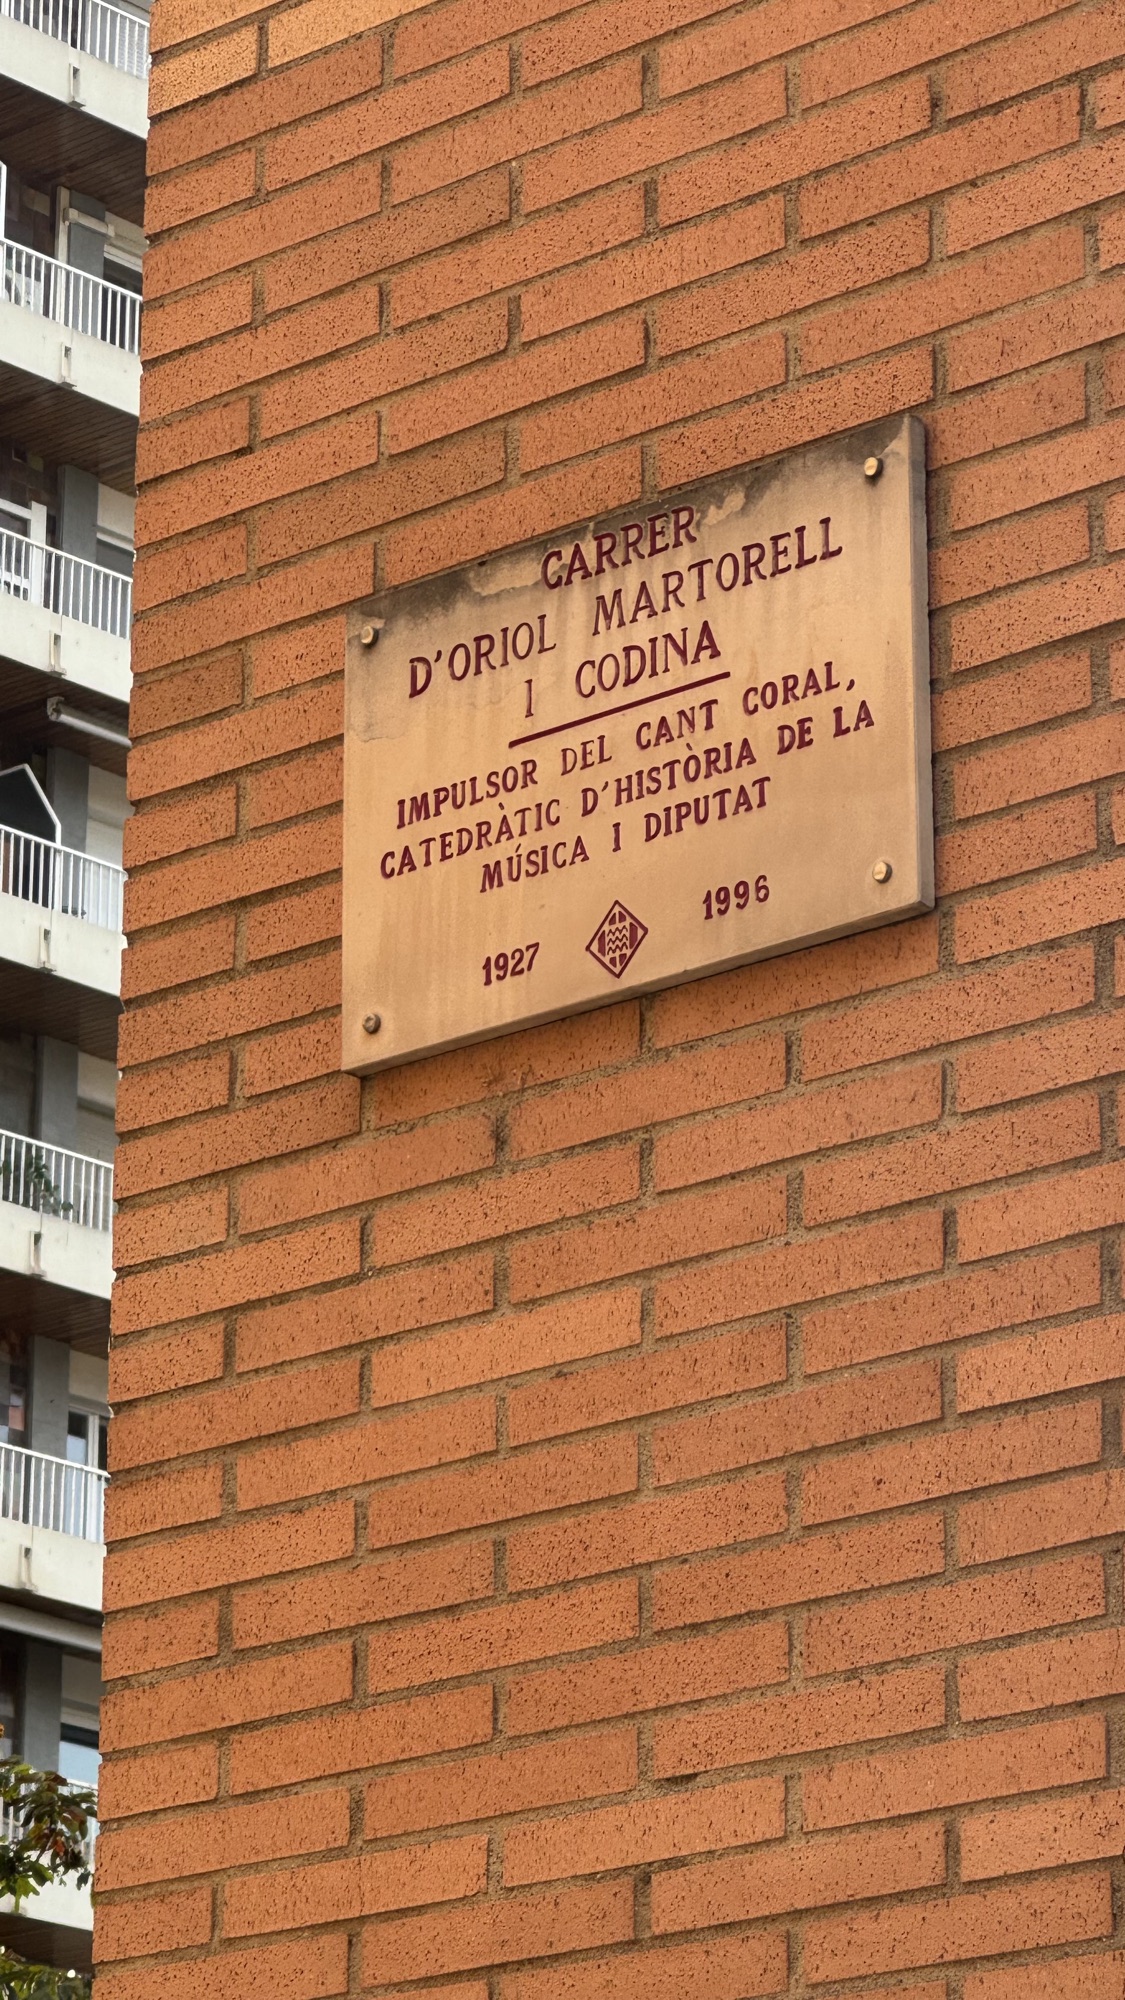 CARRER
D'ORIOL MARTORELL
I CODINA
IMPULSOR DEL CANT CORAL,
CATEDRÀTIC D'HISTÒRIA DE LA
MÚSICA I DIPUTAT
1927 1996